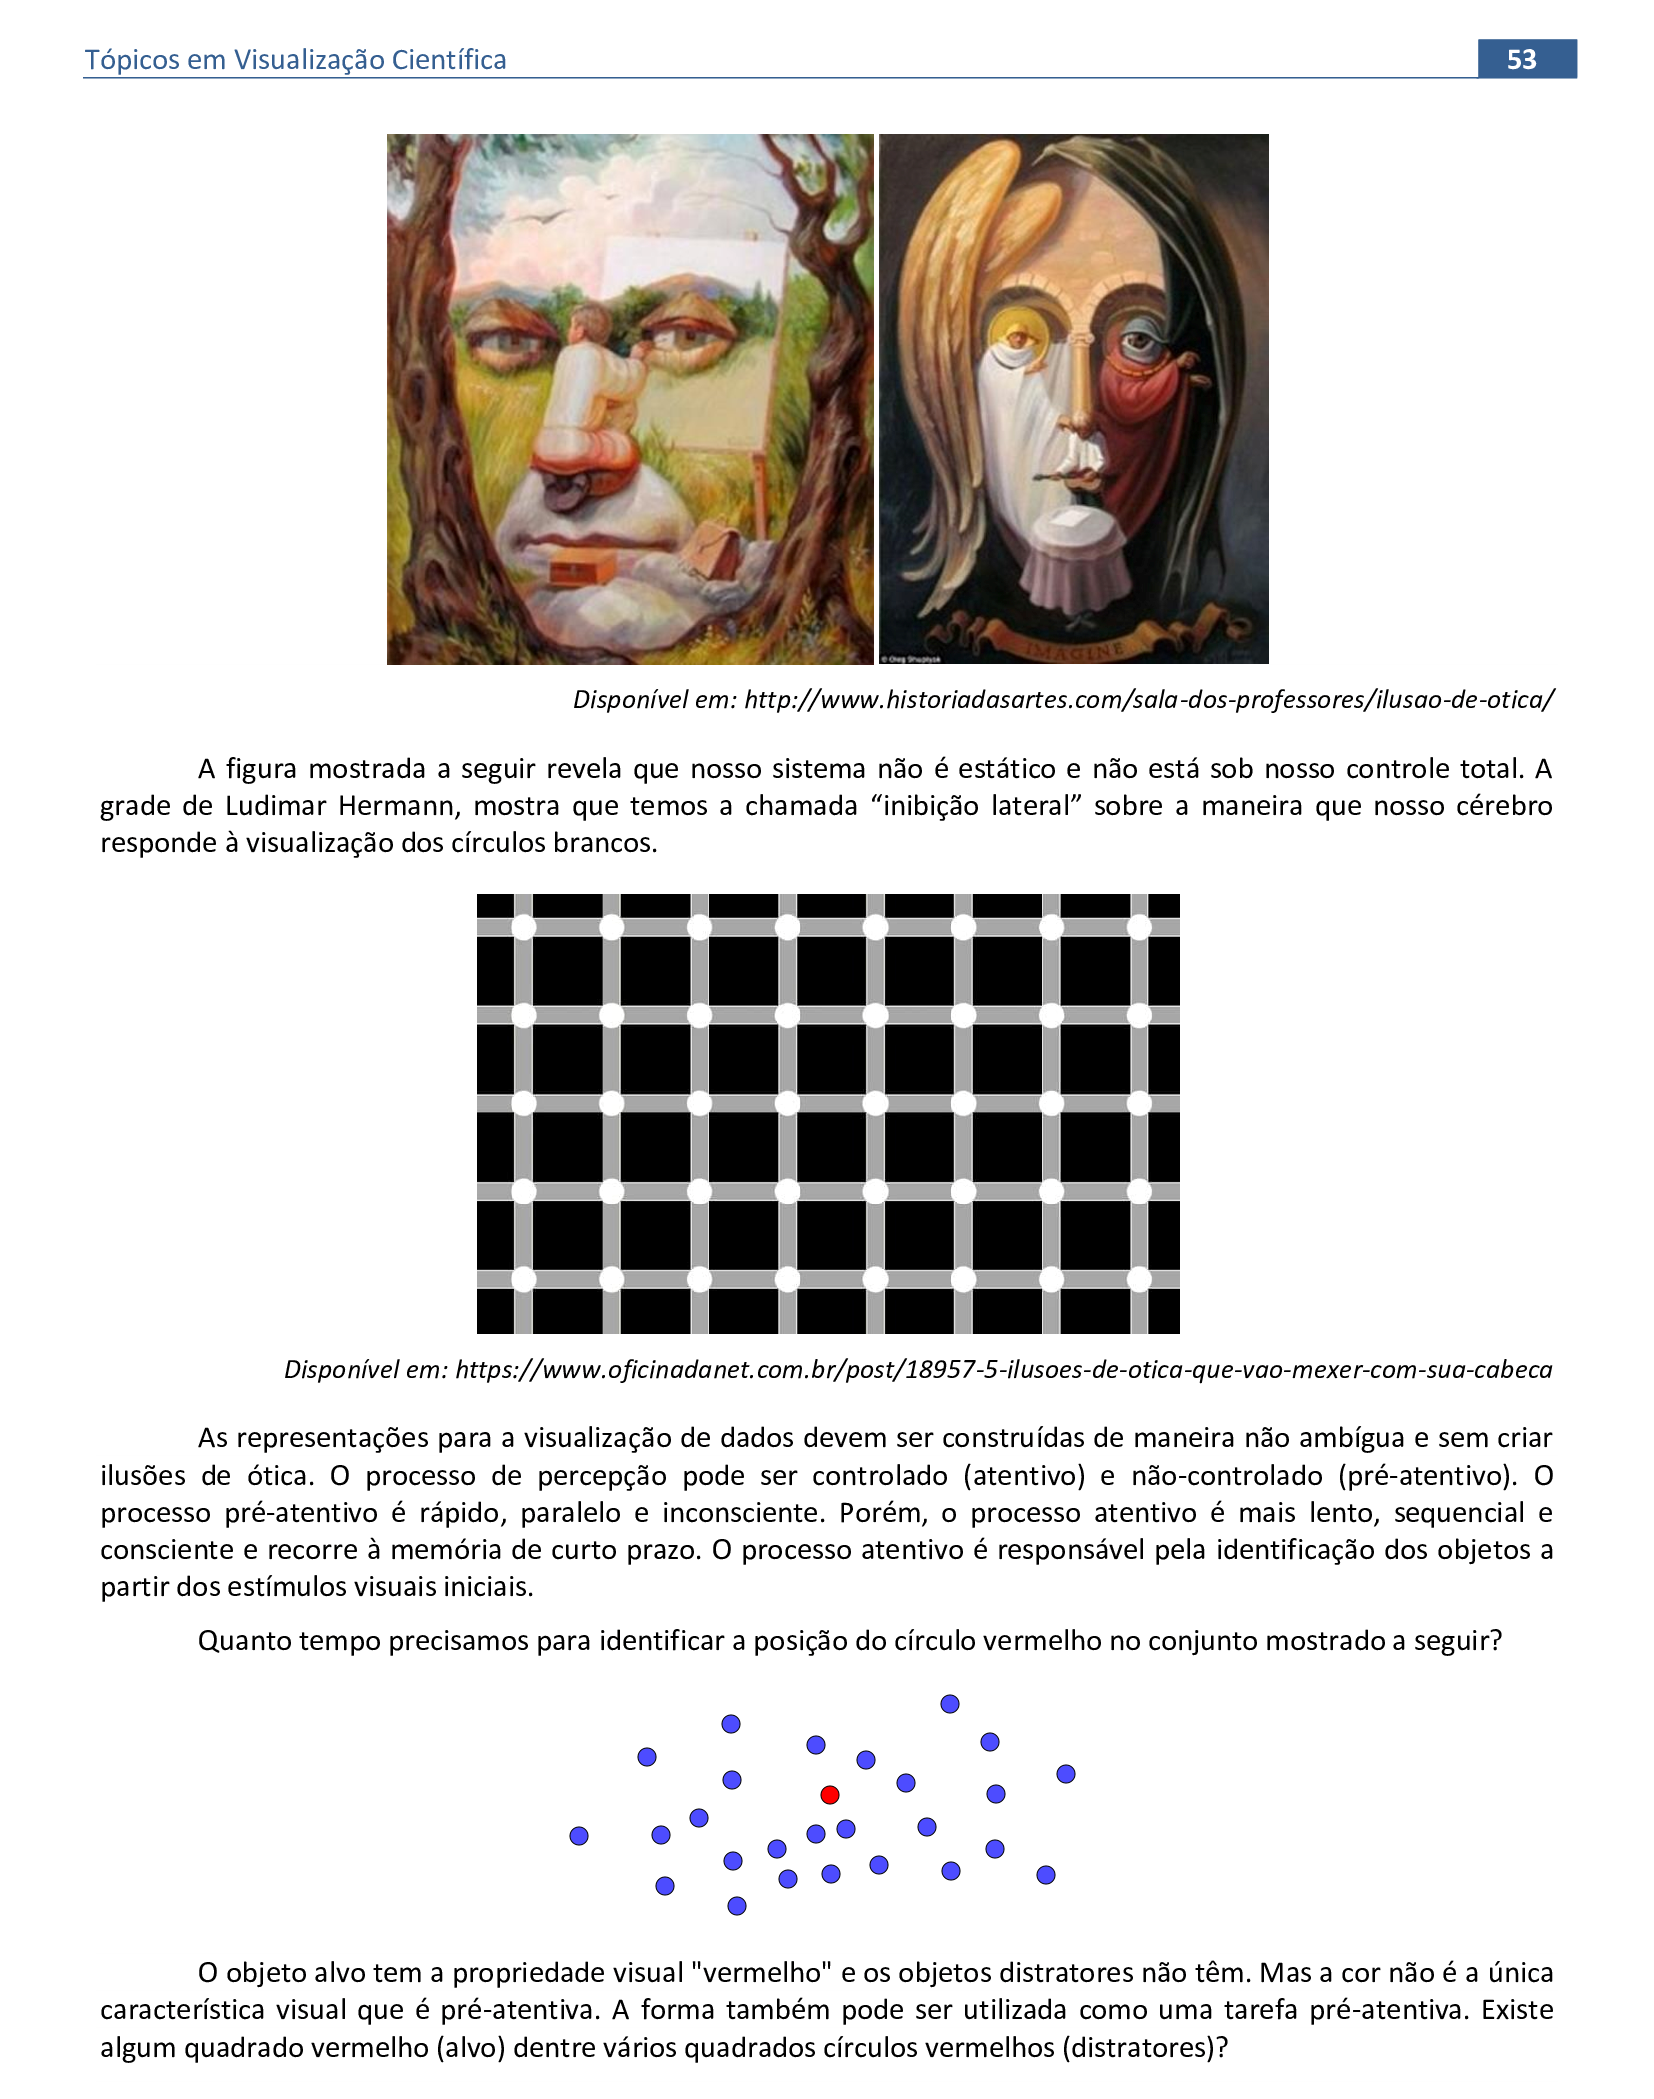 Tópicos em Visualização Científica
53
IMAGINE
© Oleg Shuplyak
Disponível em: http://www.historiadasartes.com/sala-dos-professores/ilusao-de-otica/
A figura mostrada a seguir revela que nosso sistema não é estático e não está sob nosso controle total. A
grade de Ludimar Hermann, mostra que temos a chamada “inibição lateral” sobre a maneira que nosso cérebro
responde à visualização dos círculos brancos.
Disponível em: https://www.oficinadanet.com.br/post/18957-5-ilusoes-de-otica-que-vao-mexer-com-sua-cabeca
As representações para a visualização de dados devem ser construídas de maneira não ambígua e sem criar
ilusões de ótica. O processo de percepção pode ser controlado (atentivo) e não-controlado (pré-atentivo). O
processo pré-atentivo é rápido, paralelo e inconsciente. Porém, o processo atentivo é mais lento, sequencial e
consciente e recorre à memória de curto prazo. O processo atentivo é responsável pela identificação dos objetos a
partir dos estímulos visuais iniciais.
Quanto tempo precisamos para identificar a posição do círculo vermelho no conjunto mostrado a seguir?
O objeto alvo tem a propriedade visual "vermelho" e os objetos distratores não têm. Mas a cor não é a única
característica visual que é pré-atentiva. A forma também pode ser utilizada como uma tarefa pré-atentiva. Existe
algum quadrado vermelho (alvo) dentre vários quadrados círculos vermelhos (distratores)?